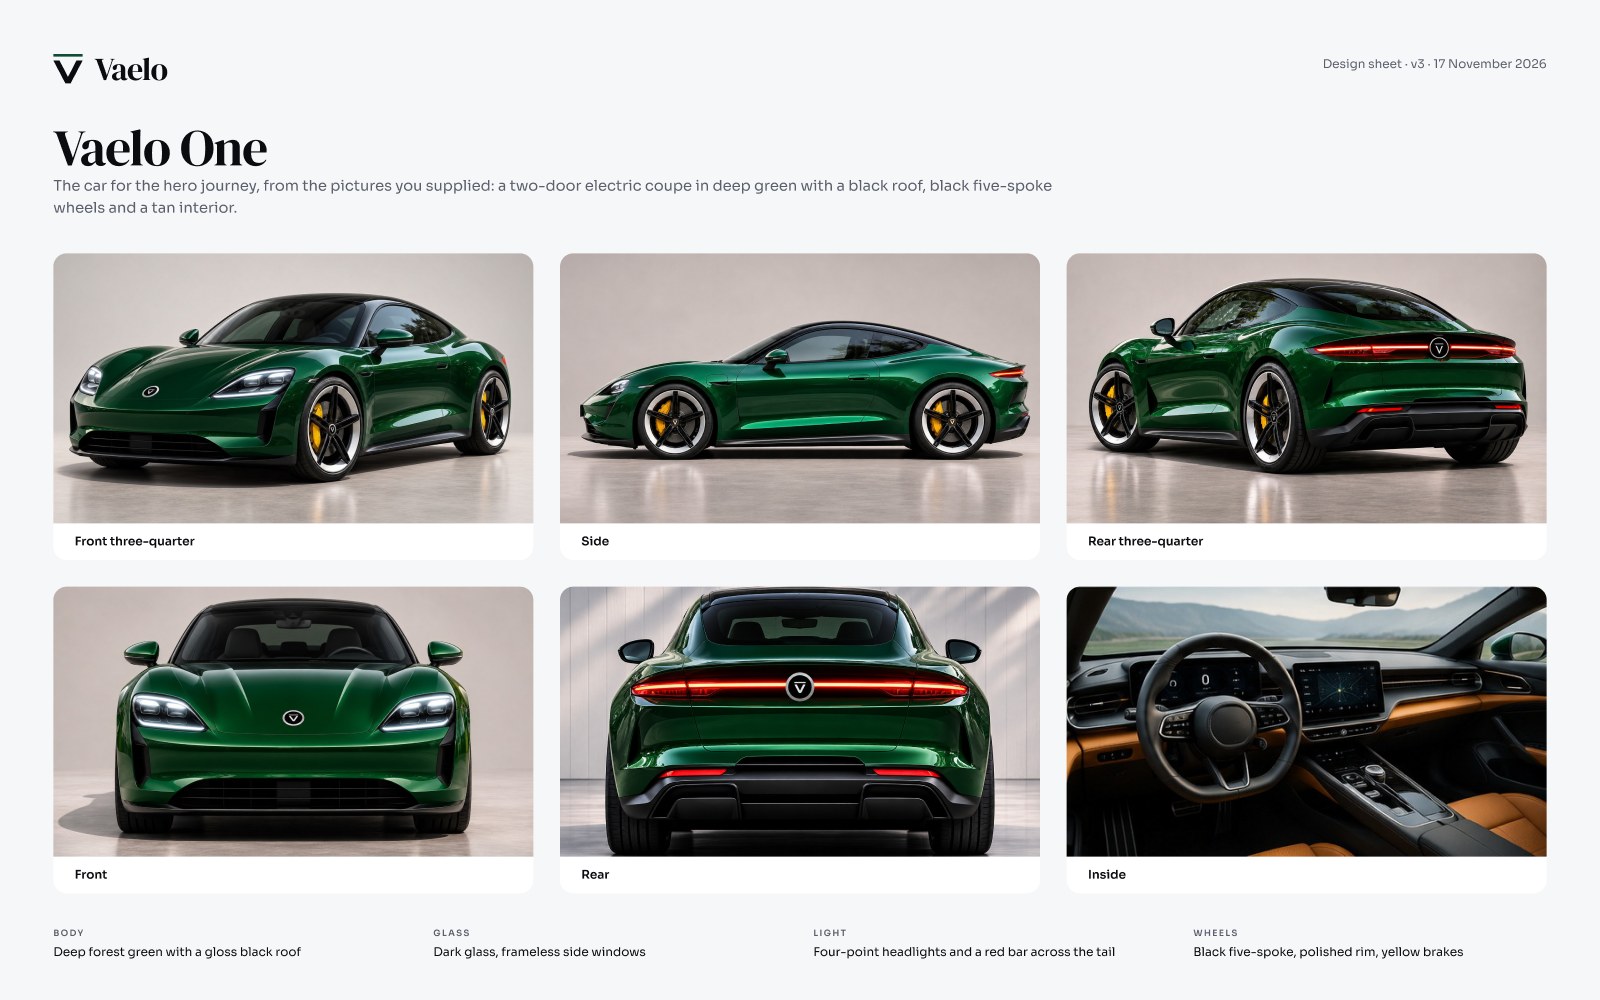 Vaelo
Design sheet · v3 · 17 November 2026
Vaelo One
The car for the hero journey, from the pictures you supplied: a two-door electric coupe in deep green with a black roof, black five-spoke
wheels and a tan interior.
Front three-quarter
Side
Rear three-quarter
Front
Rear
Inside
BODY
Deep forest green with a gloss black roof
GLASS
Dark glass, frameless side windows
LIGHT
Four-point headlights and a red bar across the tail
WHEELS
Black five-spoke, polished rim, yellow brakes